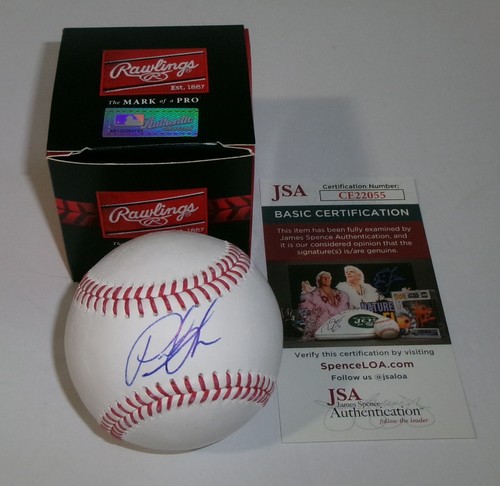 Rawlings
Est. 1887
The MARK of a PRO
Authentic
Rawlings
JSA
Certification Number:
CE22055
BASIC CERTIFICATION
This item has been fully examined by
James Spence Authentication, and
it is our considered opinion that the
signature(s) is/are genuine.
Verify this certification by visiting
SpenceLOA.com
Follow us @jsaloa
JSA
James Spence
Authentication
follow the leader